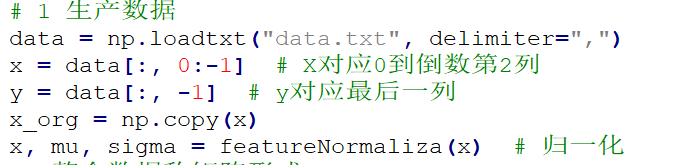 # 1 生产数据
data = np.loadtxt("data.txt", delimiter=",")
x = data[:, 0:-1]  # X对应0到倒数第2列
y = data[:, -1]  # y对应最后一列
x_org = np.copy(x)
x, mu, sigma = featureNormaliza(x)  # 归一化